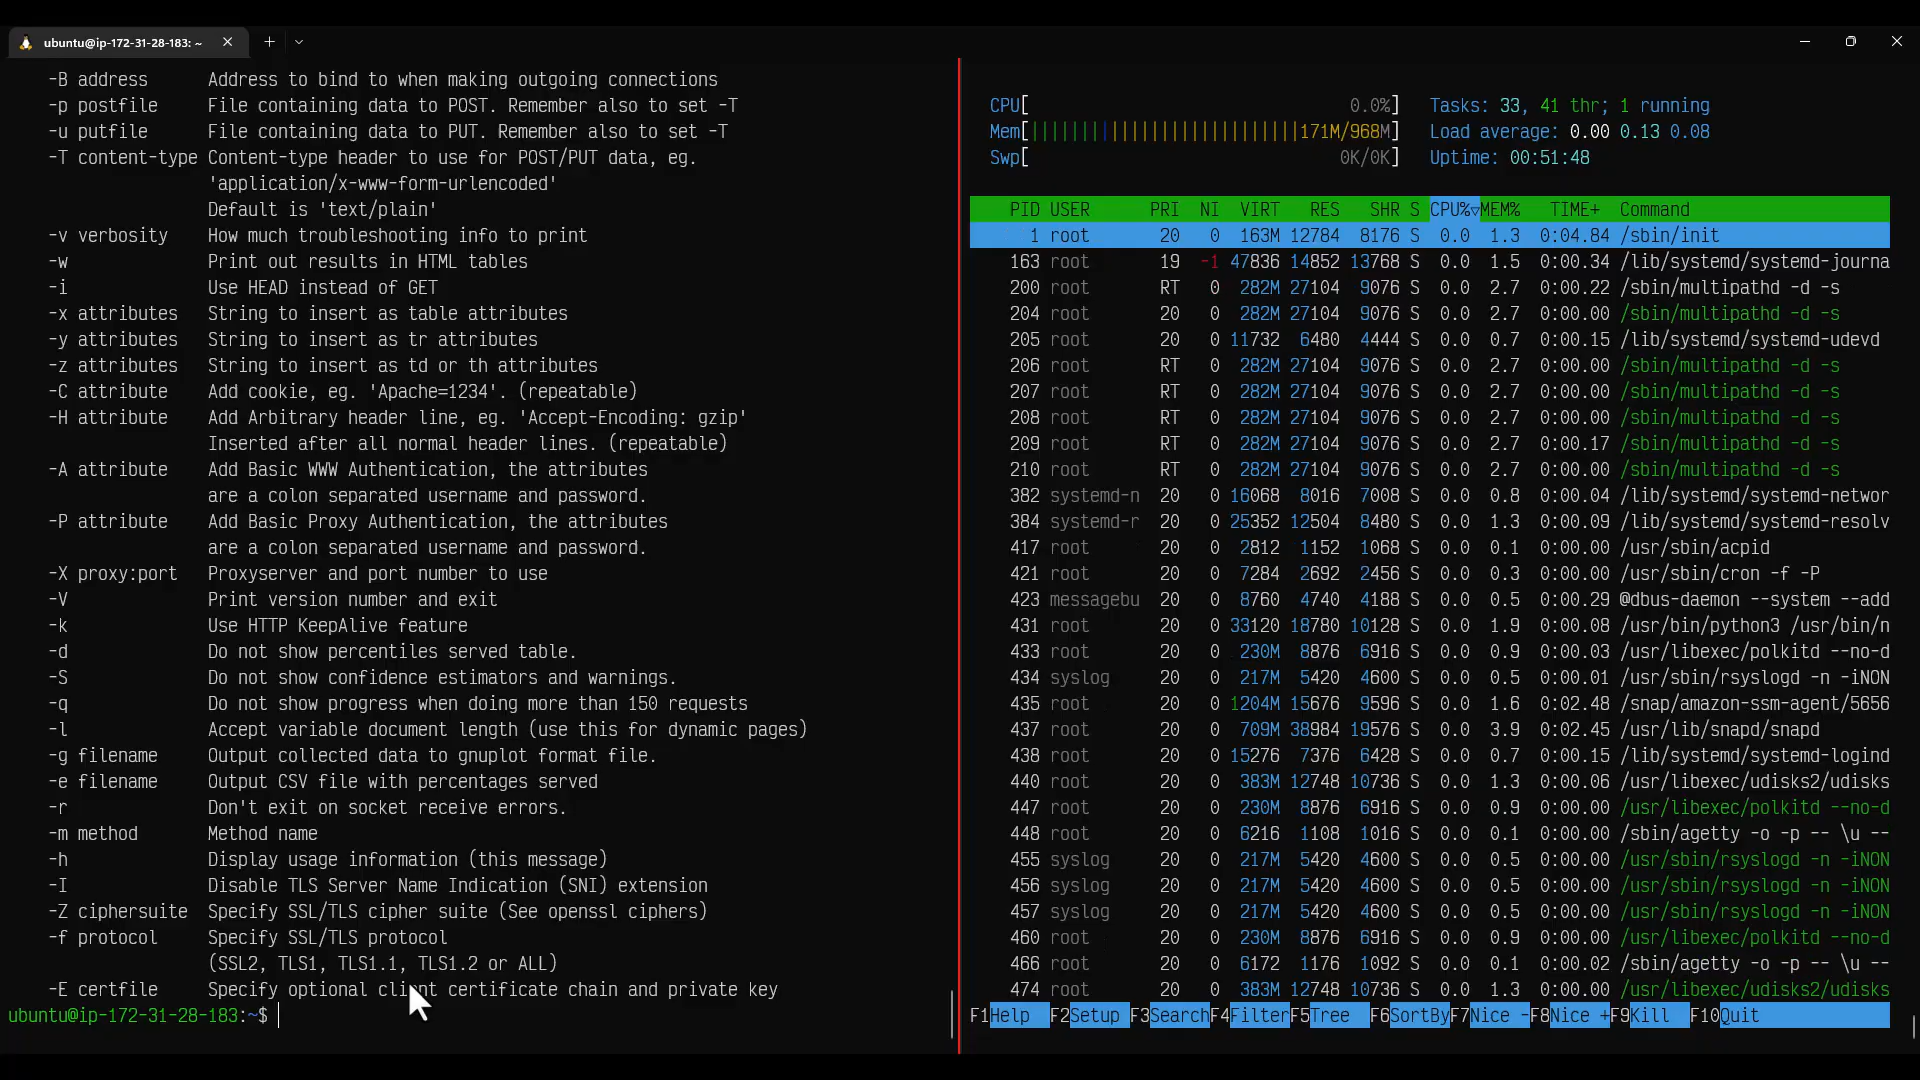 ubuntu@ip-172-31-28-183: ~
-B address Address to bind to when making outgoing connections
-p postfile File containing data to POST. Remember also to set -T
-u putfile File containing data to PUT. Remember also to set -T
-T content-type Content-type header to use for POST/PUT data, eg.
'application/x-www-form-urlencoded'
Default is 'text/plain'
-v verbosity How much troubleshooting info to print
-w Print out results in HTML tables
-i Use HEAD instead of GET
-x attributes String to insert as table attributes
-y attributes String to insert as tr attributes
-z attributes String to insert as td or th attributes
-C attribute Add cookie, eg. 'Apache=1234'. (repeatable)
-H attribute Add Arbitrary header line, eg. 'Accept-Encoding: gzip'
Inserted after all normal header lines. (repeatable)
-A attribute Add Basic WWW Authentication, the attributes
are a colon separated username and password.
-P attribute Add Basic Proxy Authentication, the attributes
are a colon separated username and password.
-X proxy:port Proxyserver and port number to use
-V Print version number and exit
-k Use HTTP KeepAlive feature
-d Do not show percentiles served table.
-S Do not show confidence estimators and warnings.
-q Do not show progress when doing more than 150 requests
-l Accept variable document length (use this for dynamic pages)
-g filename Output collected data to gnuplot format file.
-e filename Output CSV file with percentages served
-r Don't exit on socket receive errors.
-m method Method name
-h Display usage information (this message)
-I Disable TLS Server Name Indication (SNI) extension
-Z ciphersuite Specify SSL/TLS cipher suite (See openssl ciphers)
-f protocol Specify SSL/TLS protocol
(SSL2, TLS1, TLS1.1, TLS1.2 or ALL)
-E certfile Specify optional client certificate chain and private key
ubuntu@ip-172-31-28-183:~$
CPU[ 0.0%] Tasks: 33, 41 thr; 1 running
Mem[||||||||||||||||||||||||||171M/968M] Load average: 0.00 0.13 0.08
Swp[ 0K/0K] Uptime: 00:51:48
PID USER PRI NI VIRT RES SHR S CPU%▽MEM% TIME+ Command
1 root 20 0 163M 12784 8176 S 0.0 1.3 0:04.84 /sbin/init
163 root 19 -1 47836 14852 13768 S 0.0 1.5 0:00.34 /lib/systemd/systemd-journa
200 root RT 0 282M 27104 9076 S 0.0 2.7 0:00.22 /sbin/multipathd -d -s
204 root 20 0 282M 27104 9076 S 0.0 2.7 0:00.00 /sbin/multipathd -d -s
205 root 20 0 11732 6480 4444 S 0.0 0.7 0:00.15 /lib/systemd/systemd-udevd
206 root RT 0 282M 27104 9076 S 0.0 2.7 0:00.00 /sbin/multipathd -d -s
207 root RT 0 282M 27104 9076 S 0.0 2.7 0:00.00 /sbin/multipathd -d -s
208 root RT 0 282M 27104 9076 S 0.0 2.7 0:00.00 /sbin/multipathd -d -s
209 root RT 0 282M 27104 9076 S 0.0 2.7 0:00.17 /sbin/multipathd -d -s
210 root RT 0 282M 27104 9076 S 0.0 2.7 0:00.00 /sbin/multipathd -d -s
382 systemd-n 20 0 16068 8016 7008 S 0.0 0.8 0:00.04 /lib/systemd/systemd-networ
384 systemd-r 20 0 25352 12504 8480 S 0.0 1.3 0:00.09 /lib/systemd/systemd-resolv
417 root 20 0 2812 1152 1068 S 0.0 0.1 0:00.00 /usr/sbin/acpid
421 root 20 0 7284 2692 2456 S 0.0 0.3 0:00.00 /usr/sbin/cron -f -P
423 messagebu 20 0 8760 4740 4188 S 0.0 0.5 0:00.29 @dbus-daemon --system --add
431 root 20 0 33120 18780 10128 S 0.0 1.9 0:00.08 /usr/bin/python3 /usr/bin/n
433 root 20 0 230M 8876 6916 S 0.0 0.9 0:00.03 /usr/libexec/polkitd --no-d
434 syslog 20 0 217M 5420 4600 S 0.0 0.5 0:00.01 /usr/sbin/rsyslogd -n -iNON
435 root 20 0 1204M 15676 9596 S 0.0 1.6 0:02.48 /snap/amazon-ssm-agent/5656
437 root 20 0 709M 38984 19576 S 0.0 3.9 0:02.45 /usr/lib/snapd/snapd
438 root 20 0 15276 7376 6428 S 0.0 0.7 0:00.15 /lib/systemd/systemd-logind
440 root 20 0 383M 12748 10736 S 0.0 1.3 0:00.06 /usr/libexec/udisks2/udisks
447 root 20 0 230M 8876 6916 S 0.0 0.9 0:00.00 /usr/libexec/polkitd --no-d
448 root 20 0 6216 1108 1016 S 0.0 0.1 0:00.00 /sbin/agetty -o -p -- \u --
455 syslog 20 0 217M 5420 4600 S 0.0 0.5 0:00.00 /usr/sbin/rsyslogd -n -iNON
456 syslog 20 0 217M 5420 4600 S 0.0 0.5 0:00.00 /usr/sbin/rsyslogd -n -iNON
457 syslog 20 0 217M 5420 4600 S 0.0 0.5 0:00.00 /usr/sbin/rsyslogd -n -iNON
460 root 20 0 230M 8876 6916 S 0.0 0.9 0:00.00 /usr/libexec/polkitd --no-d
466 root 20 0 6172 1176 1092 S 0.0 0.1 0:00.02 /sbin/agetty -o -p -- \u --
474 root 20 0 383M 12748 10736 S 0.0 1.3 0:00.00 /usr/libexec/udisks2/udisks
F1Help F2Setup F3SearchF4FilterF5Tree F6SortByF7Nice -F8Nice +F9Kill F10Quit